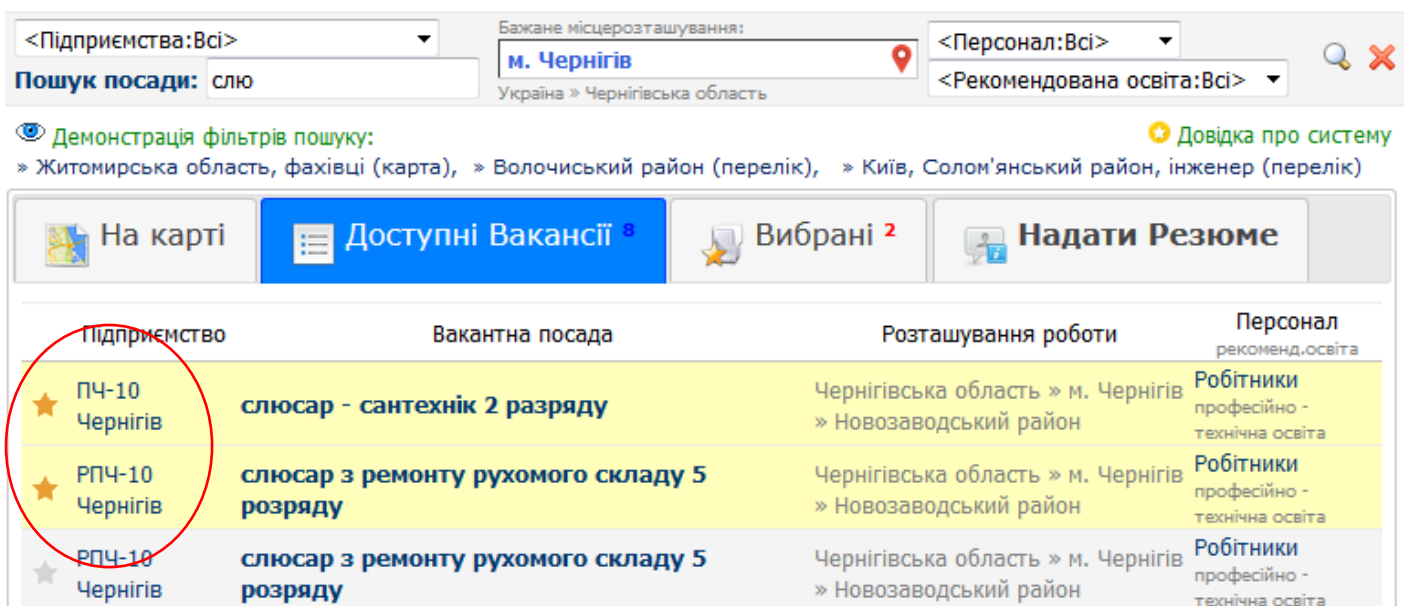 <Підприємства:Всі>
Бажане місцерозташування:
<Персонал:Всі>
Пошук посади: слю
м. Чернігів
<Рекомендована освіта:Всі>
Україна » Чернігівська область
Демонстрація фільтрів пошуку:
Довідка про систему
» Житомирська область, фахівці (карта), » Волочиський район (перелік), » Київ, Солом'янський район, інженер (перелік)
На карті
Доступні Вакансії 8
Вибрані 2
Надати Резюме
Підприємство
Вакантна посада
Розташування роботи
Персонал
рекоменд.освіта
ПЧ-10
Чернігів
слюсар - сантехнік 2 разряду
Чернігівська область » м. Чернігів
» Новозаводський район
Робітники
професійно -
технічна освіта
РПЧ-10
Чернігів
слюсар з ремонту рухомого складу 5
розряду
Чернігівська область » м. Чернігів
» Новозаводський район
Робітники
професійно -
технічна освіта
РПЧ-10
Чернігів
слюсар з ремонту рухомого складу 5
розряду
Чернігівська область » м. Чернігів
» Новозаводський район
Робітники
професійно -
технічна освіта